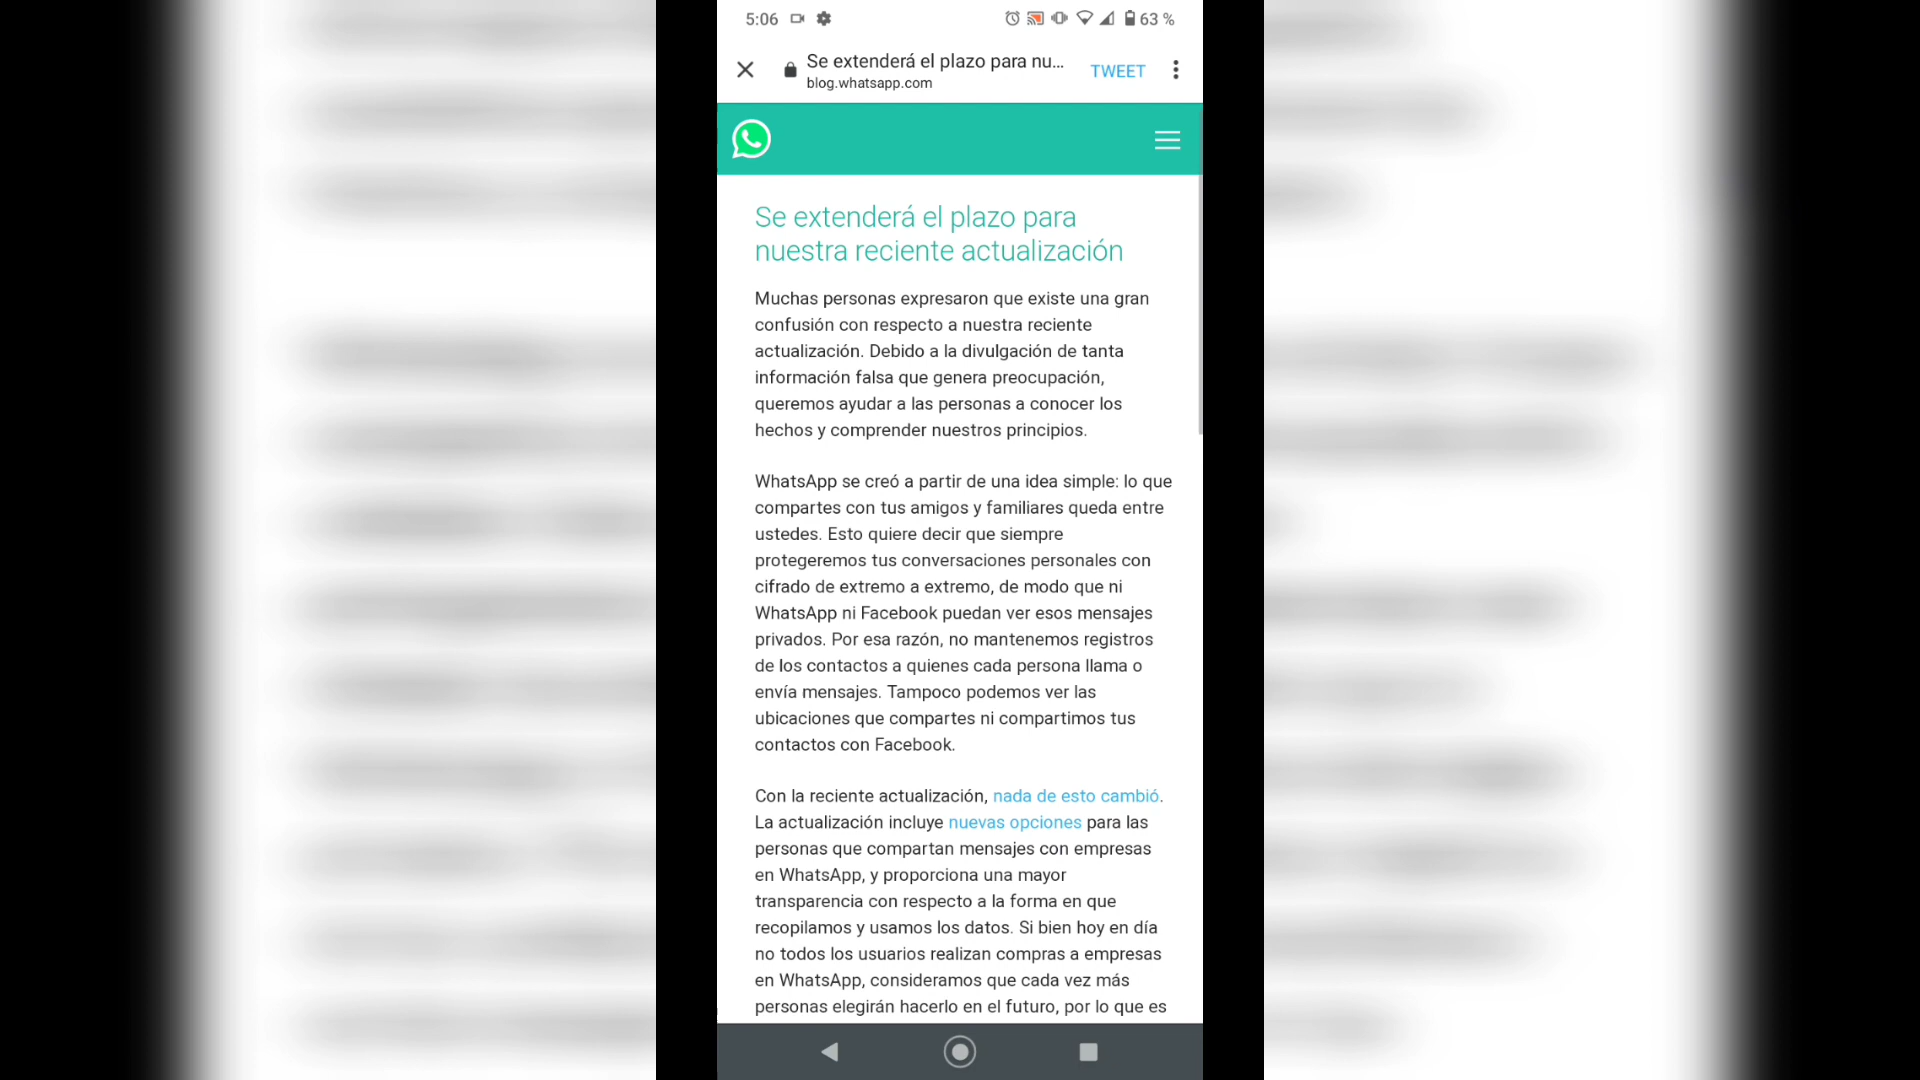 5:06
63 %
Se extenderá el plazo para nu...
blog.whatsapp.com
TWEET
Se extenderá el plazo para
nuestra reciente actualización
Muchas personas expresaron que existe una gran
confusión con respecto a nuestra reciente
actualización. Debido a la divulgación de tanta
información falsa que genera preocupación,
queremos ayudar a las personas a conocer los
hechos y comprender nuestros principios.
WhatsApp se creó a partir de una idea simple: lo que
compartes con tus amigos y familiares queda entre
ustedes. Esto quiere decir que siempre
protegeremos tus conversaciones personales con
cifrado de extremo a extremo, de modo que ni
WhatsApp ni Facebook puedan ver esos mensajes
privados. Por esa razón, no mantenemos registros
de los contactos a quienes cada persona llama o
envía mensajes. Tampoco podemos ver las
ubicaciones que compartes ni compartimos tus
contactos con Facebook.
Con la reciente actualización, nada de esto cambió.
La actualización incluye nuevas opciones para las
personas que compartan mensajes con empresas
en WhatsApp, y proporciona una mayor
transparencia con respecto a la forma en que
recopilamos y usamos los datos. Si bien hoy en día
no todos los usuarios realizan compras a empresas
en WhatsApp, consideramos que cada vez más
personas elegirán hacerlo en el futuro, por lo que es